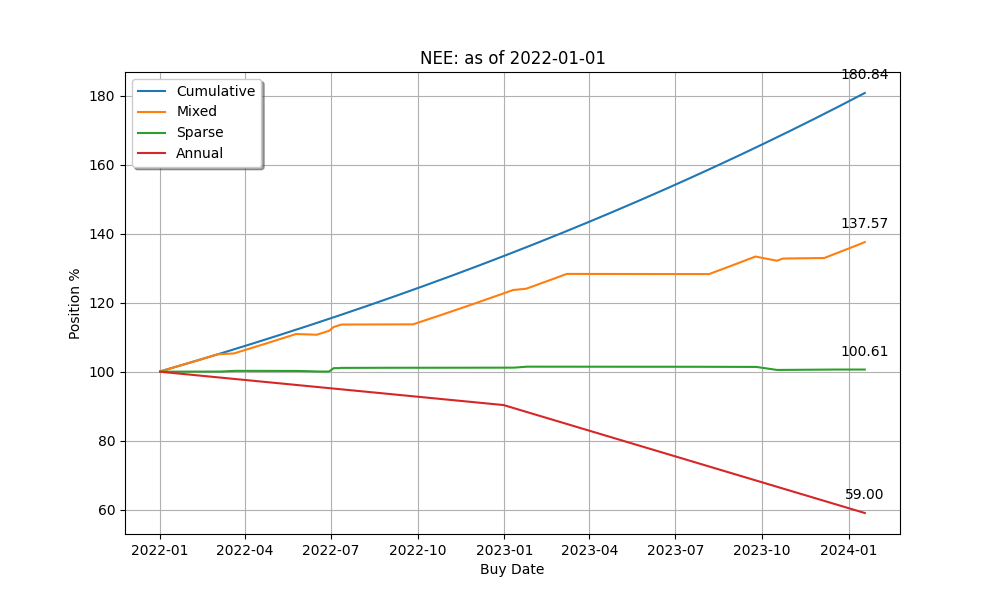 NEE: as of 2022-01-01
Cumulative
Mixed
Sparse
Annual
180.84
137.57
100.61
59.00
180
160
140
120
100
80
60
Position %
2022-01 2022-04 2022-07 2022-10 2023-01 2023-04 2023-07 2023-10 2024-01
Buy Date